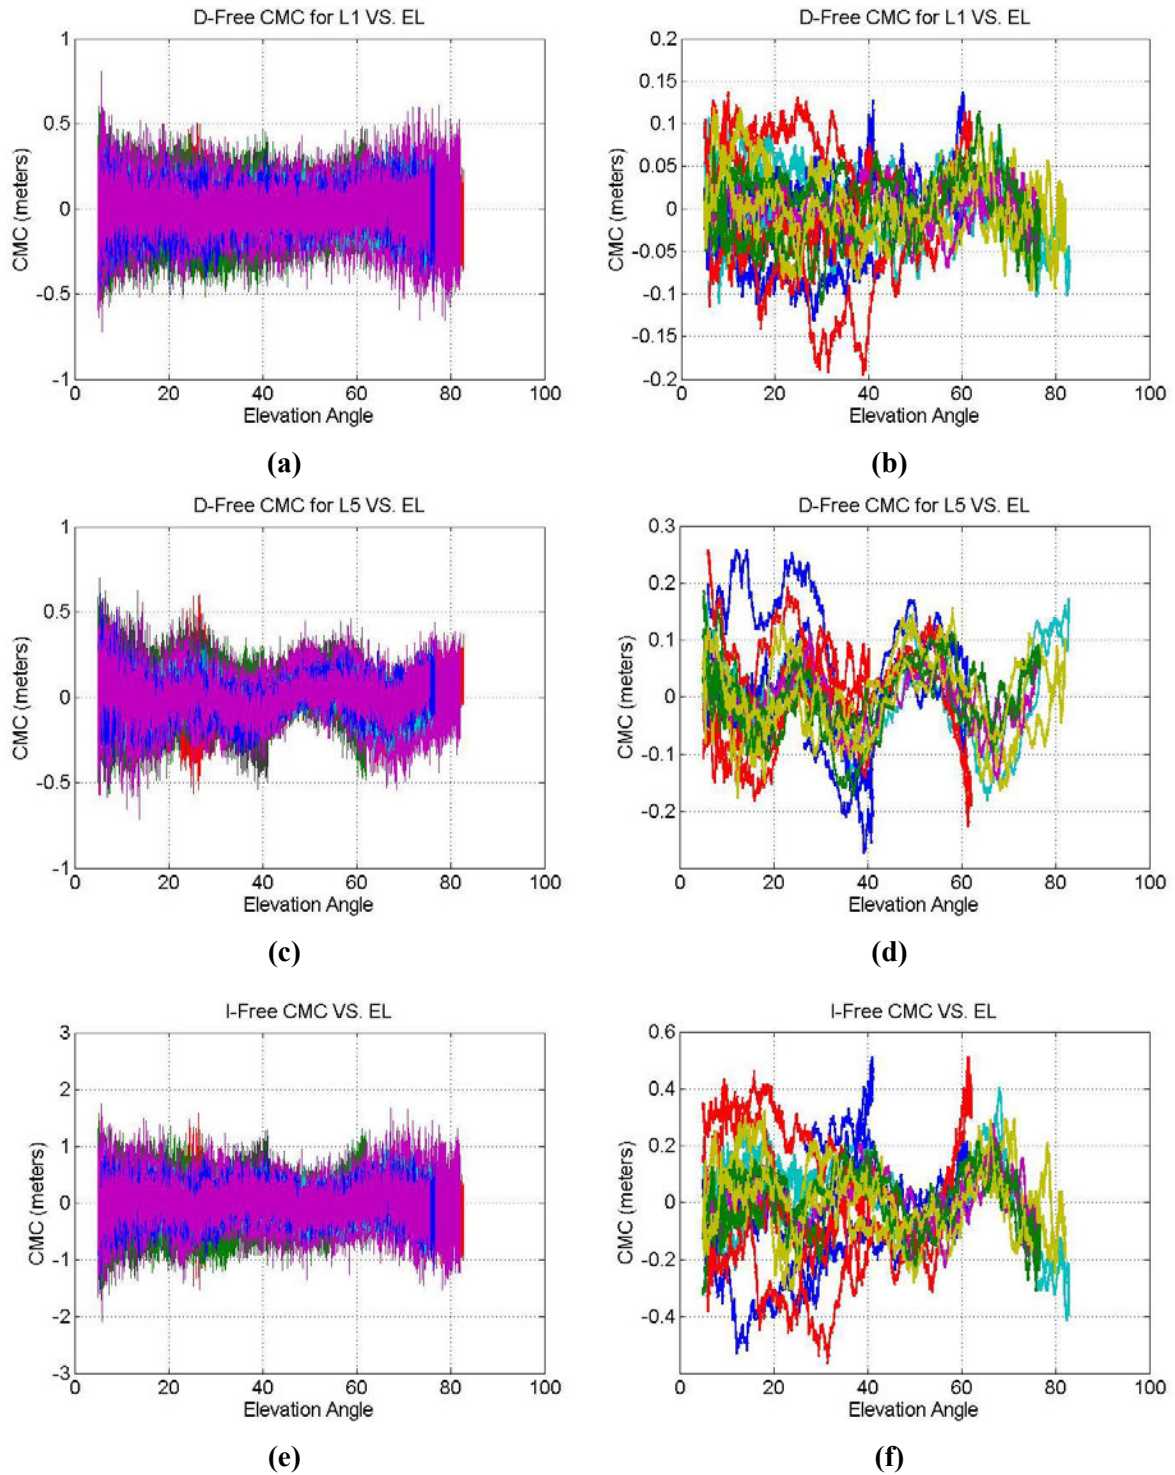 D-Free CMC for L1 VS. EL
1
0.5
0
-0.5
-1
CMC (meters)
0 20 40 60 80 100
Elevation Angle
(a)
D-Free CMC for L1 VS. EL
0.2
0.15
0.1
0.05
0
-0.05
-0.1
-0.15
-0.2
CMC (meters)
0 20 40 60 80 100
Elevation Angle
(b)
D-Free CMC for L5 VS. EL
1
0.5
0
-0.5
-1
CMC (meters)
0 20 40 60 80 100
Elevation Angle
(c)
D-Free CMC for L5 VS. EL
0.3
0.2
0.1
0
-0.1
-0.2
CMC (meters)
0 20 40 60 80 100
Elevation Angle
(d)
I-Free CMC VS. EL
3
2
1
0
-1
-2
-3
CMC (meters)
0 20 40 60 80 100
Elevation Angle
(e)
I-Free CMC VS. EL
0.6
0.4
0.2
0
-0.2
-0.4
CMC (meters)
0 20 40 60 80 100
Elevation Angle
(f)